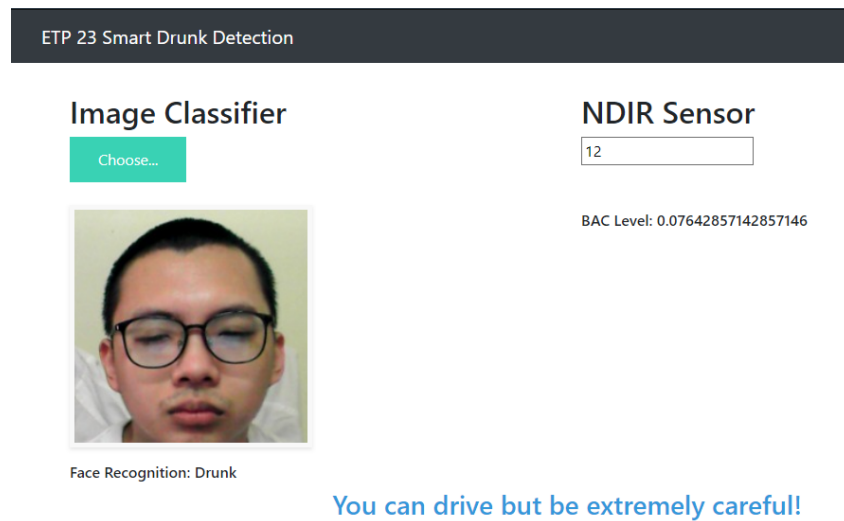 ETP 23 Smart Drunk Detection
Image Classifier
Choose...
Face Recognition: Drunk
NDIR Sensor
12
BAC Level: 0.07642857142857146
You can drive but be extremely careful!